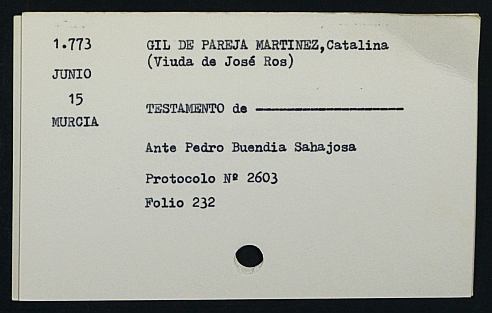 1.773 GIL DE PAREJA MARTINEZ,Catalina
(Viuda de José Ros)
JUNIO
15
TESTAMENTO de ————————
MURCIA
Ante Pedro Buendia Sahajosa
Protocolo Nº 2603
Folio 232